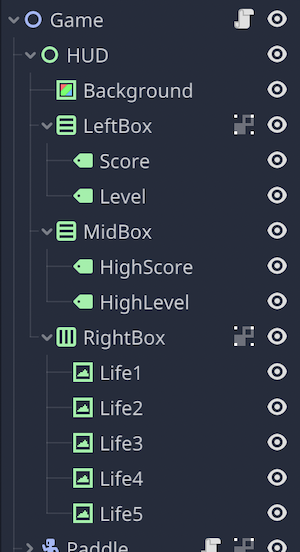 Game
HUD
Background
LeftBox
Score
Level
MidBox
HighScore
HighLevel
RightBox
Life1
Life2
Life3
Life4
Life5
Paddle